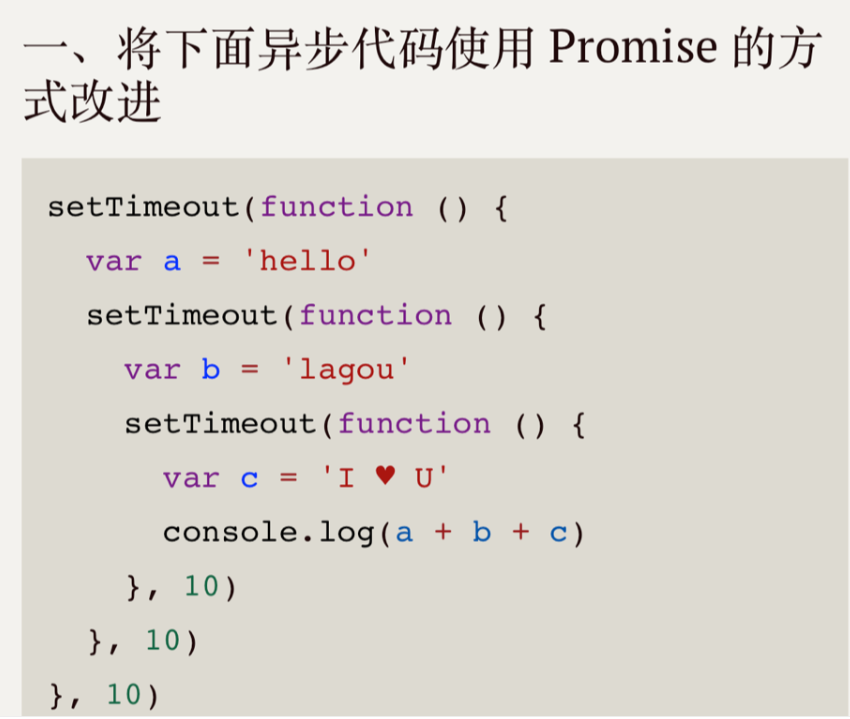 一、将下面异步代码使用 Promise 的方
式改进
setTimeout(function () {
  var a = 'hello'
  setTimeout(function () {
    var b = 'lagou'
    setTimeout(function () {
      var c = 'I ♥ U'
      console.log(a + b + c)
    }, 10)
  }, 10)
}, 10)